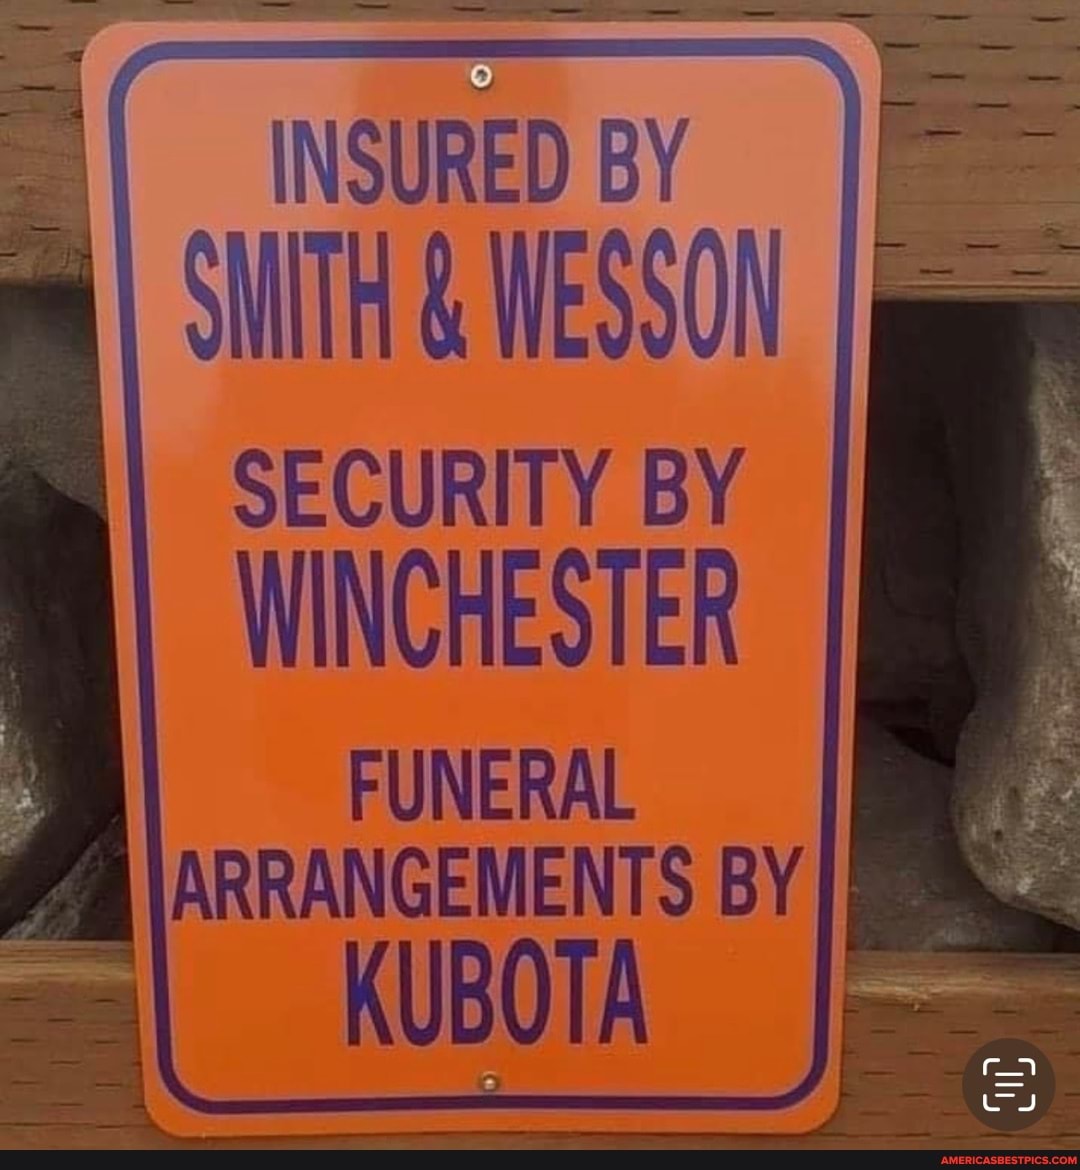 INSURED BY
SMITH & WESSON
SECURITY BY
WINCHESTER
FUNERAL
ARRANGEMENTS BY
KUBOTA
AMERICASBESTPICS.COM